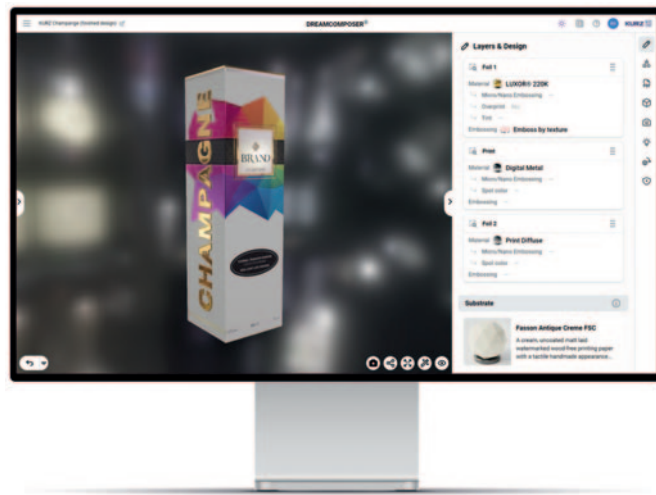 KURZ Champange (finished design)
DREAMCOMPOSER®
KURZ
Layers & Design
Foil 1
Material LUXOR® 220K
Micro/Nano Embossing
Overprint
Tint
Embossing Emboss by texture
Print
Material Digital Metal
Micro/Nano Embossing
Spot color
Embossing
Foil 2
Material Print Diffuse
Micro/Nano Embossing
Spot color
Embossing
Substrate
Fasson Antique Creme FSC
A cream, uncoated matt laid
watermarked wood-free printing paper
with a tactile handmade appearance...
CHAMPAGNE
BRAND